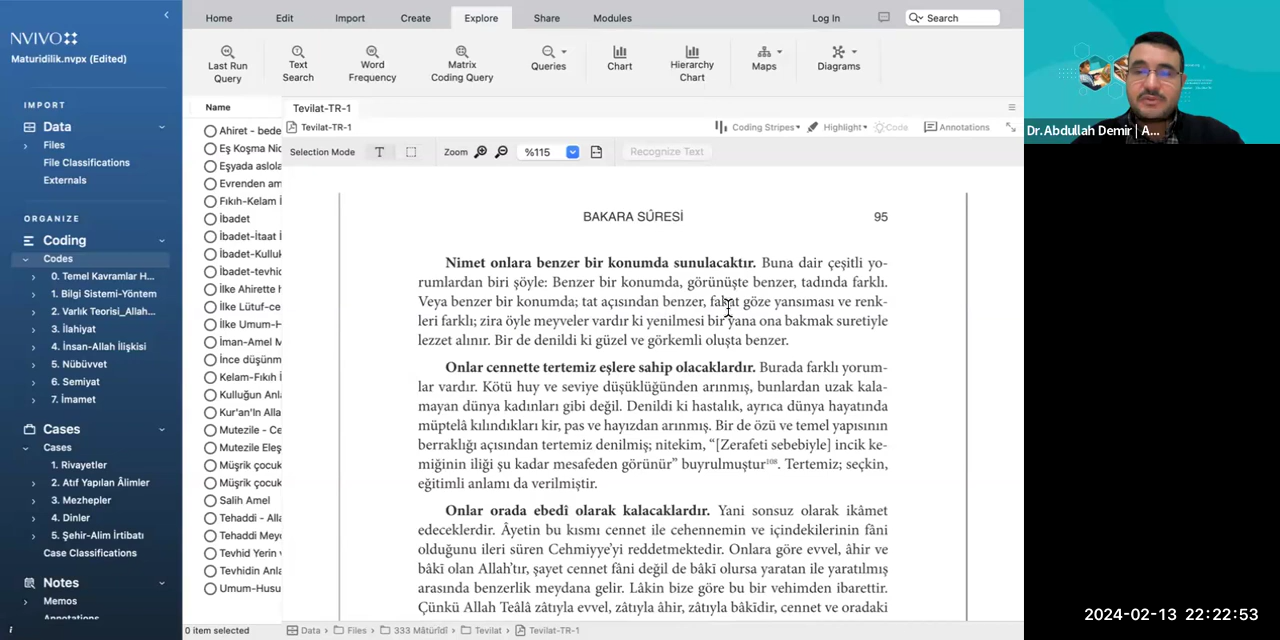 NVIVO
Maturidilik.nvpx (Edited)
IMPORT
Data
Files
File Classifications
Externals
ORGANIZE
Coding
Codes
0. Temel Kavramlar H...
1. Bilgi Sistemi-Yöntem
2. Varlık Teorisi_Allah...
3. İlahiyat
4. İnsan-Allah İlişkisi
5. Nübüvvet
6. Semiyat
7. İmamet
Cases
Cases
1. Rivayetler
2. Atıf Yapılan Âlimler
3. Mezhepler
4. Dinler
5. Şehir-Alim İrtibatı
Case Classifications
Notes
Memos
Annotations
Home Edit Import Create Explore Share Modules Log In Search
Last Run Query
Text Search
Word Frequency
Matrix Coding Query
Queries
Chart
Hierarchy Chart
Maps
Diagrams
Name
Ahiret - bede
Eş Koşma Nic
Eşyada aslola
Evrenden am
Fıkıh-Kelam İ
İbadet
İbadet-İtaat İ
İbadet-Kulluk
İbadet-tevhic
İlke Ahirette h
İlke Lütuf-ce
İlke Umum-H
İman-Amel M
İnce düşünm
Kelam-Fıkıh İ
Kulluğun Anla
Kur'an'In Alla
Mutezile - Ce
Mutezile Eleş
Müşrik çocuk
Müşrik çocuk
Salih Amel
Tehaddi - Alla
Tehaddi Meyd
Tevhid Yerin v
Tevhidin Anla
Umum-Husu
0 item selected
Tevilat-TR-1
Tevilat-TR-1 Coding Stripes Highlight Code Annotations
Selection Mode T Zoom %115 Recognize Text
BAKARA SÛRESİ 95
Nimet onlara benzer bir konumda sunulacaktır. Buna dair çeşitli yo-
rumlardan biri şöyle: Benzer bir konumda, görünüşte benzer, tadında farklı.
Veya benzer bir konumda; tat açısından benzer, fakat göze yansıması ve renk-
leri farklı; zira öyle meyveler vardır ki yenilmesi bir yana ona bakmak suretiyle
lezzet alınır. Bir de denildi ki güzel ve görkemli oluşta benzer.
Onlar cennette tertemiz eşlere sahip olacaklardır. Burada farklı yorum-
lar vardır. Kötü huy ve seviye düşüklüğünden arınmış, bunlardan uzak kala-
mayan dünya kadınları gibi değil. Denildi ki hastalık, ayrıca dünya hayatında
müptelâ kılındıkları kir, pas ve hayızdan arınmış. Bir de özü ve temel yapısının
berraklığı açısından tertemiz denilmiş; nitekim, “[Zerafeti sebebiyle] incik ke-
miğinin iliği şu kadar mesafeden görünür” buyrulmuştur¹⁰⁸. Tertemiz; seçkin,
eğitimli anlamı da verilmiştir.
Onlar orada ebedî olarak kalacaklardır. Yani sonsuz olarak ikâmet
edeceklerdir. Âyetin bu kısmı cennet ile cehennemin ve içindekilerinin fâni
olduğunu ileri süren Cehmiyye’yi reddetmektedir. Onlara göre evvel, âhir ve
bâkî olan Allah’tır, şayet cennet fâni değil de bâkî olursa yaratan ile yaratılmış
arasında benzerlik meydana gelir. Lâkin bize göre bu bir vehimden ibarettir.
Çünkü Allah Teâlâ zâtıyla evvel, zâtıyla âhir, zâtıyla bâkîdir, cennet ve oradaki
Data Files 333 Mâtürîdî Tevilat Tevilat-TR-1
Dr.Abdullah Demir | A...
2024-02-13 22:22:53